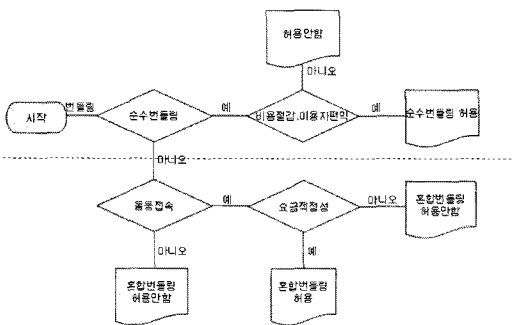 허용안함
아니오
시작
번들링
순수번들링
예
비용절감,이용자편익
예
순수번들링 허용
아니오
동등접속
예
요금적정성
아니오
혼합번들링
허용안함
아니오
예
혼합번들링
허용안함
혼합번들링
허용